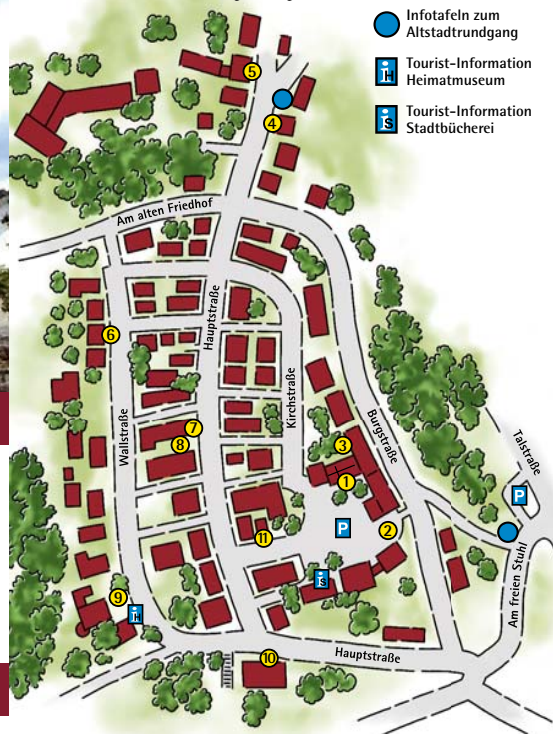 Infotafeln zum
Altstadtrundgang
H
Tourist-Information
Heimatmuseum
S
Tourist-Information
Stadtbücherei
5
4
Am alten Friedhof
6
Hauptstraße
Kirchstraße
Wallstraße
7
8
3
Burgstraße
1
Talstraße
P
P
2
11
S
Am freien Stuhl
9
H
10
Hauptstraße